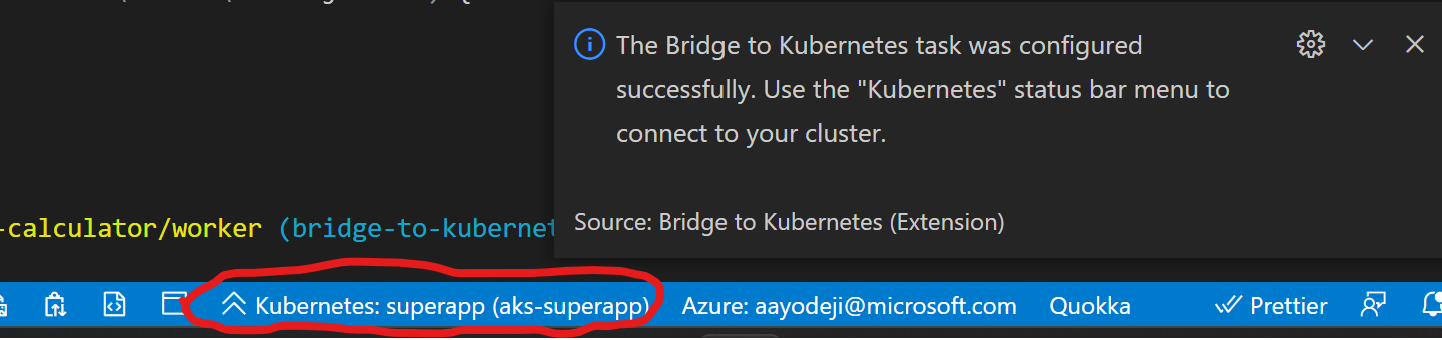 The Bridge to Kubernetes task was configured
successfully. Use the "Kubernetes" status bar menu to
connect to your cluster.
Source: Bridge to Kubernetes (Extension)
-calculator/worker (bridge-to-kubernet
Kubernetes: superapp (aks-superapp) Azure: aayodeji@microsoft.com Quokka Prettier